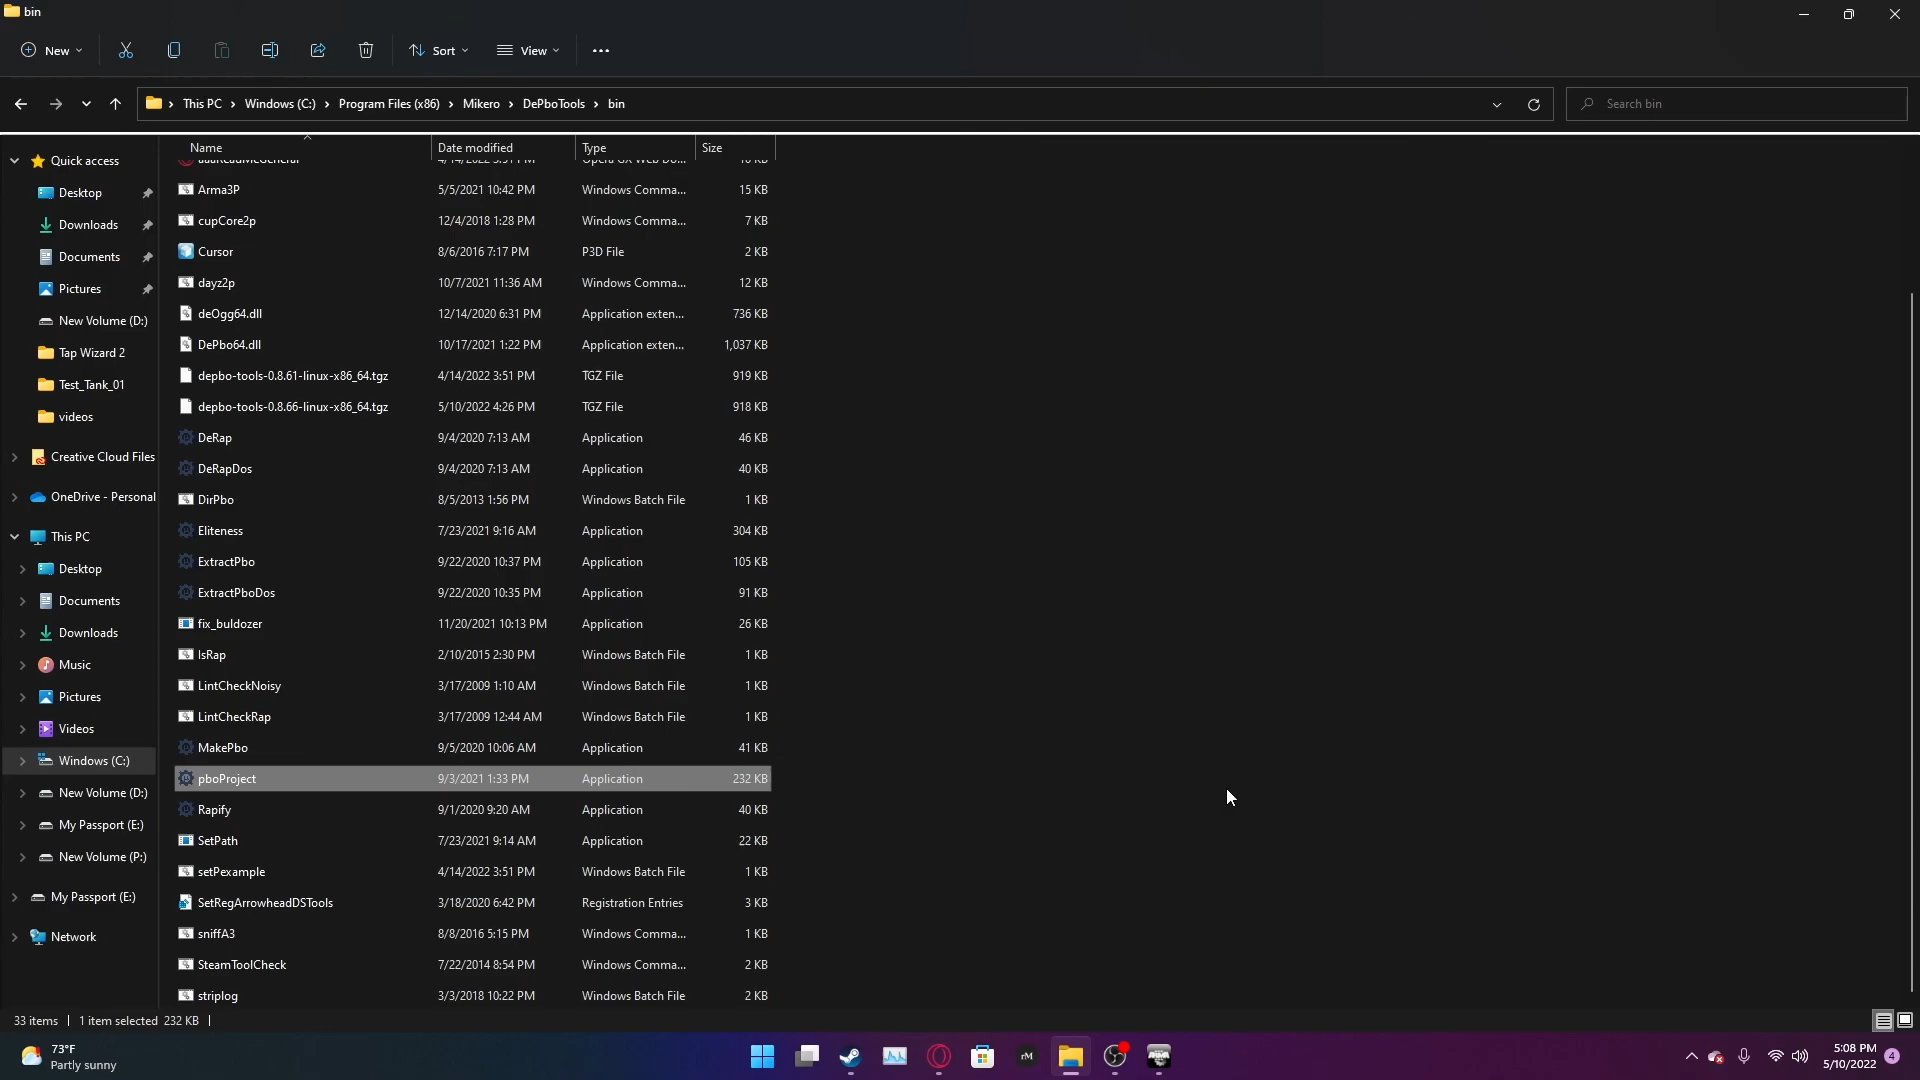 bin
New
Sort
View
This PC
Windows (C:)
Program Files (x86)
Mikero
DePboTools
bin
Search bin
Name Date modified Type Size
Arma3P 5/5/2021 10:42 PM Windows Comma... 15 KB
cupCore2p 12/4/2018 1:28 PM Windows Comma... 7 KB
Cursor 8/6/2016 7:17 PM P3D File 2 KB
dayz2p 10/7/2021 11:36 AM Windows Comma... 12 KB
deOgg64.dll 12/14/2020 6:31 PM Application exten... 736 KB
DePbo64.dll 10/17/2021 1:22 PM Application exten... 1,037 KB
depbo-tools-0.8.61-linux-x86_64.tgz 4/14/2022 3:51 PM TGZ File 919 KB
depbo-tools-0.8.66-linux-x86_64.tgz 5/10/2022 4:26 PM TGZ File 918 KB
DeRap 9/4/2020 7:13 AM Application 46 KB
DeRapDos 9/4/2020 7:13 AM Application 40 KB
DirPbo 8/5/2013 1:56 PM Windows Batch File 1 KB
Eliteness 7/23/2021 9:16 AM Application 304 KB
ExtractPbo 9/22/2020 10:37 PM Application 105 KB
ExtractPboDos 9/22/2020 10:35 PM Application 91 KB
fix_buldozer 11/20/2021 10:13 PM Application 26 KB
IsRap 2/10/2015 2:30 PM Windows Batch File 1 KB
LintCheckNoisy 3/17/2009 1:10 AM Windows Batch File 1 KB
LintCheckRap 3/17/2009 12:44 AM Windows Batch File 1 KB
MakePbo 9/5/2020 10:06 AM Application 41 KB
pboProject 9/3/2021 1:33 PM Application 232 KB
Rapify 9/1/2020 9:20 AM Application 40 KB
SetPath 7/23/2021 9:14 AM Application 22 KB
setPexample 4/14/2022 3:51 PM Windows Batch File 1 KB
SetRegArrowheadDSTools 3/18/2020 6:42 PM Registration Entries 3 KB
sniffA3 8/8/2016 5:15 PM Windows Comma... 1 KB
SteamToolCheck 7/22/2014 8:54 PM Windows Comma... 2 KB
striplog 3/3/2018 10:22 PM Windows Batch File 2 KB
Quick access
Desktop
Downloads
Documents
Pictures
New Volume (D:)
Tap Wizard 2
Test_Tank_01
videos
Creative Cloud Files
OneDrive - Personal
This PC
Desktop
Documents
Downloads
Music
Pictures
Videos
Windows (C:)
New Volume (D:)
My Passport (E:)
New Volume (P:)
My Passport (E:)
Network
33 items
1 item selected 232 KB
73°F
Partly sunny
rM
5:08 PM
5/10/2022
4